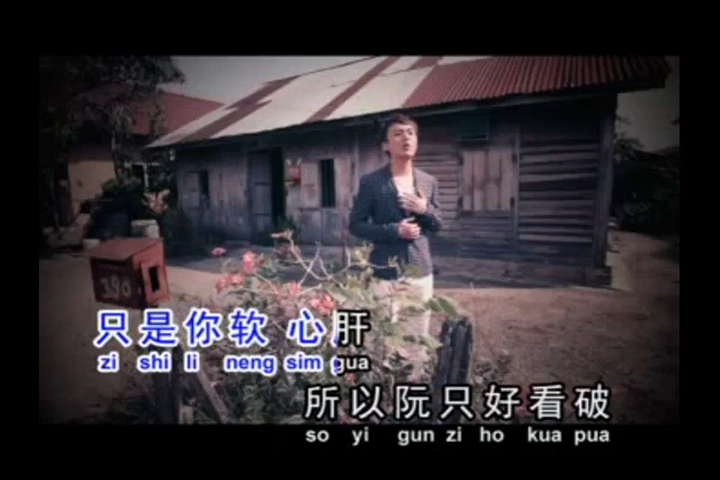 390
只是你软 心肝
zi shi li neng sim gua
所以阮只好看破
so yi gun zi ho kua pua